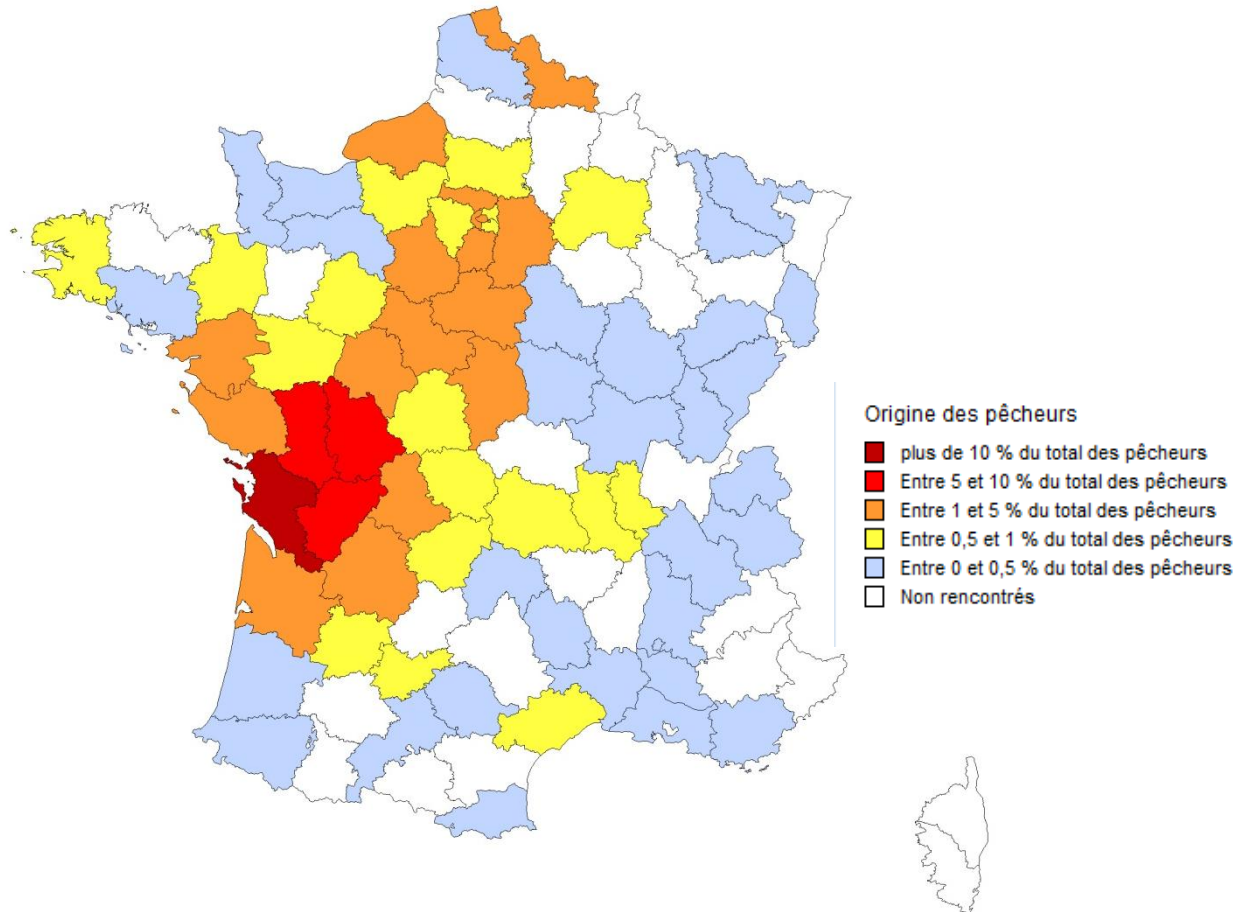 Origine des pêcheurs
plus de 10 % du total des pêcheurs
Entre 5 et 10 % du total des pêcheurs
Entre 1 et 5 % du total des pêcheurs
Entre 0,5 et 1 % du total des pêcheurs
Entre 0 et 0,5 % du total des pêcheurs
Non rencontrés